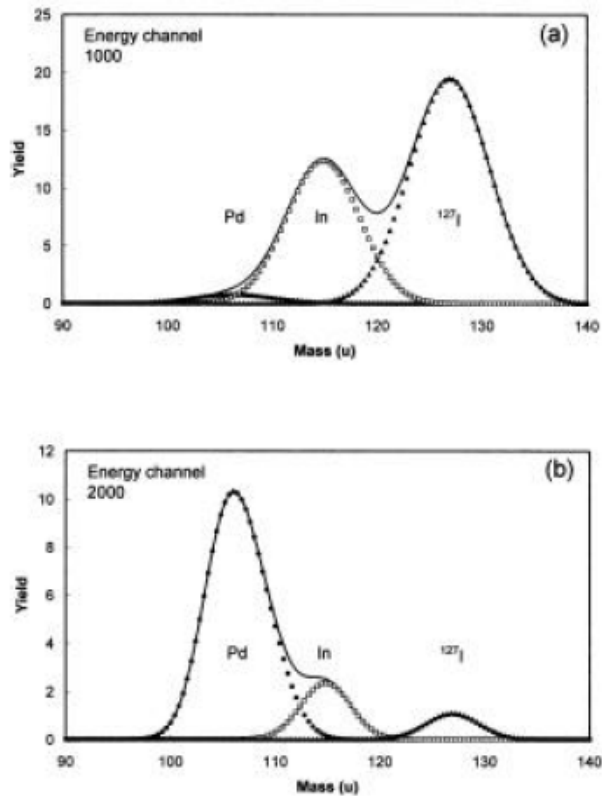 25
Energy channel
1000
(a)
20
15
Yield
10
Pd
In
¹²⁷I
5
0
90
100
110
120
130
140
Mass (u)
12
Energy channel
2000
(b)
10
8
Yield
6
4
Pd
In
¹²⁷I
2
0
90
100
110
120
130
140
Mass (u)